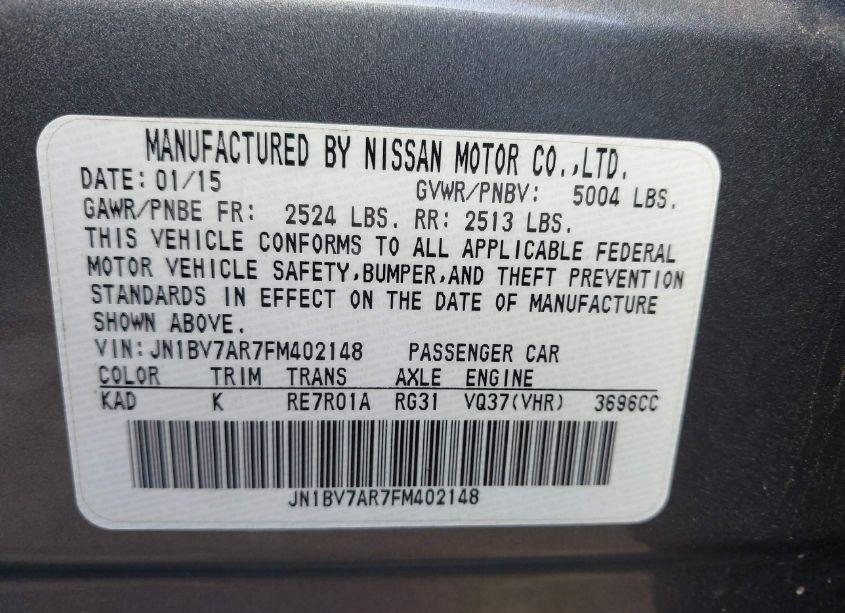 MANUFACTURED BY NISSAN MOTOR CO.,LTD.
DATE: 01/15 GVWR/PNBV: 5004 LBS.
GAWR/PNBE FR: 2524 LBS. RR: 2513 LBS.
THIS VEHICLE CONFORMS TO ALL APPLICABLE FEDERAL
MOTOR VEHICLE SAFETY,BUMPER,AND THEFT PREVENTION
STANDARDS IN EFFECT ON THE DATE OF MANUFACTURE
SHOWN ABOVE.
VIN: JN1BV7AR7FM402148 PASSENGER CAR
COLOR TRIM TRANS AXLE ENGINE
KAD K RE7R01A RG31 VQ37(VHR) 3696CC
JN1BV7AR7FM402148